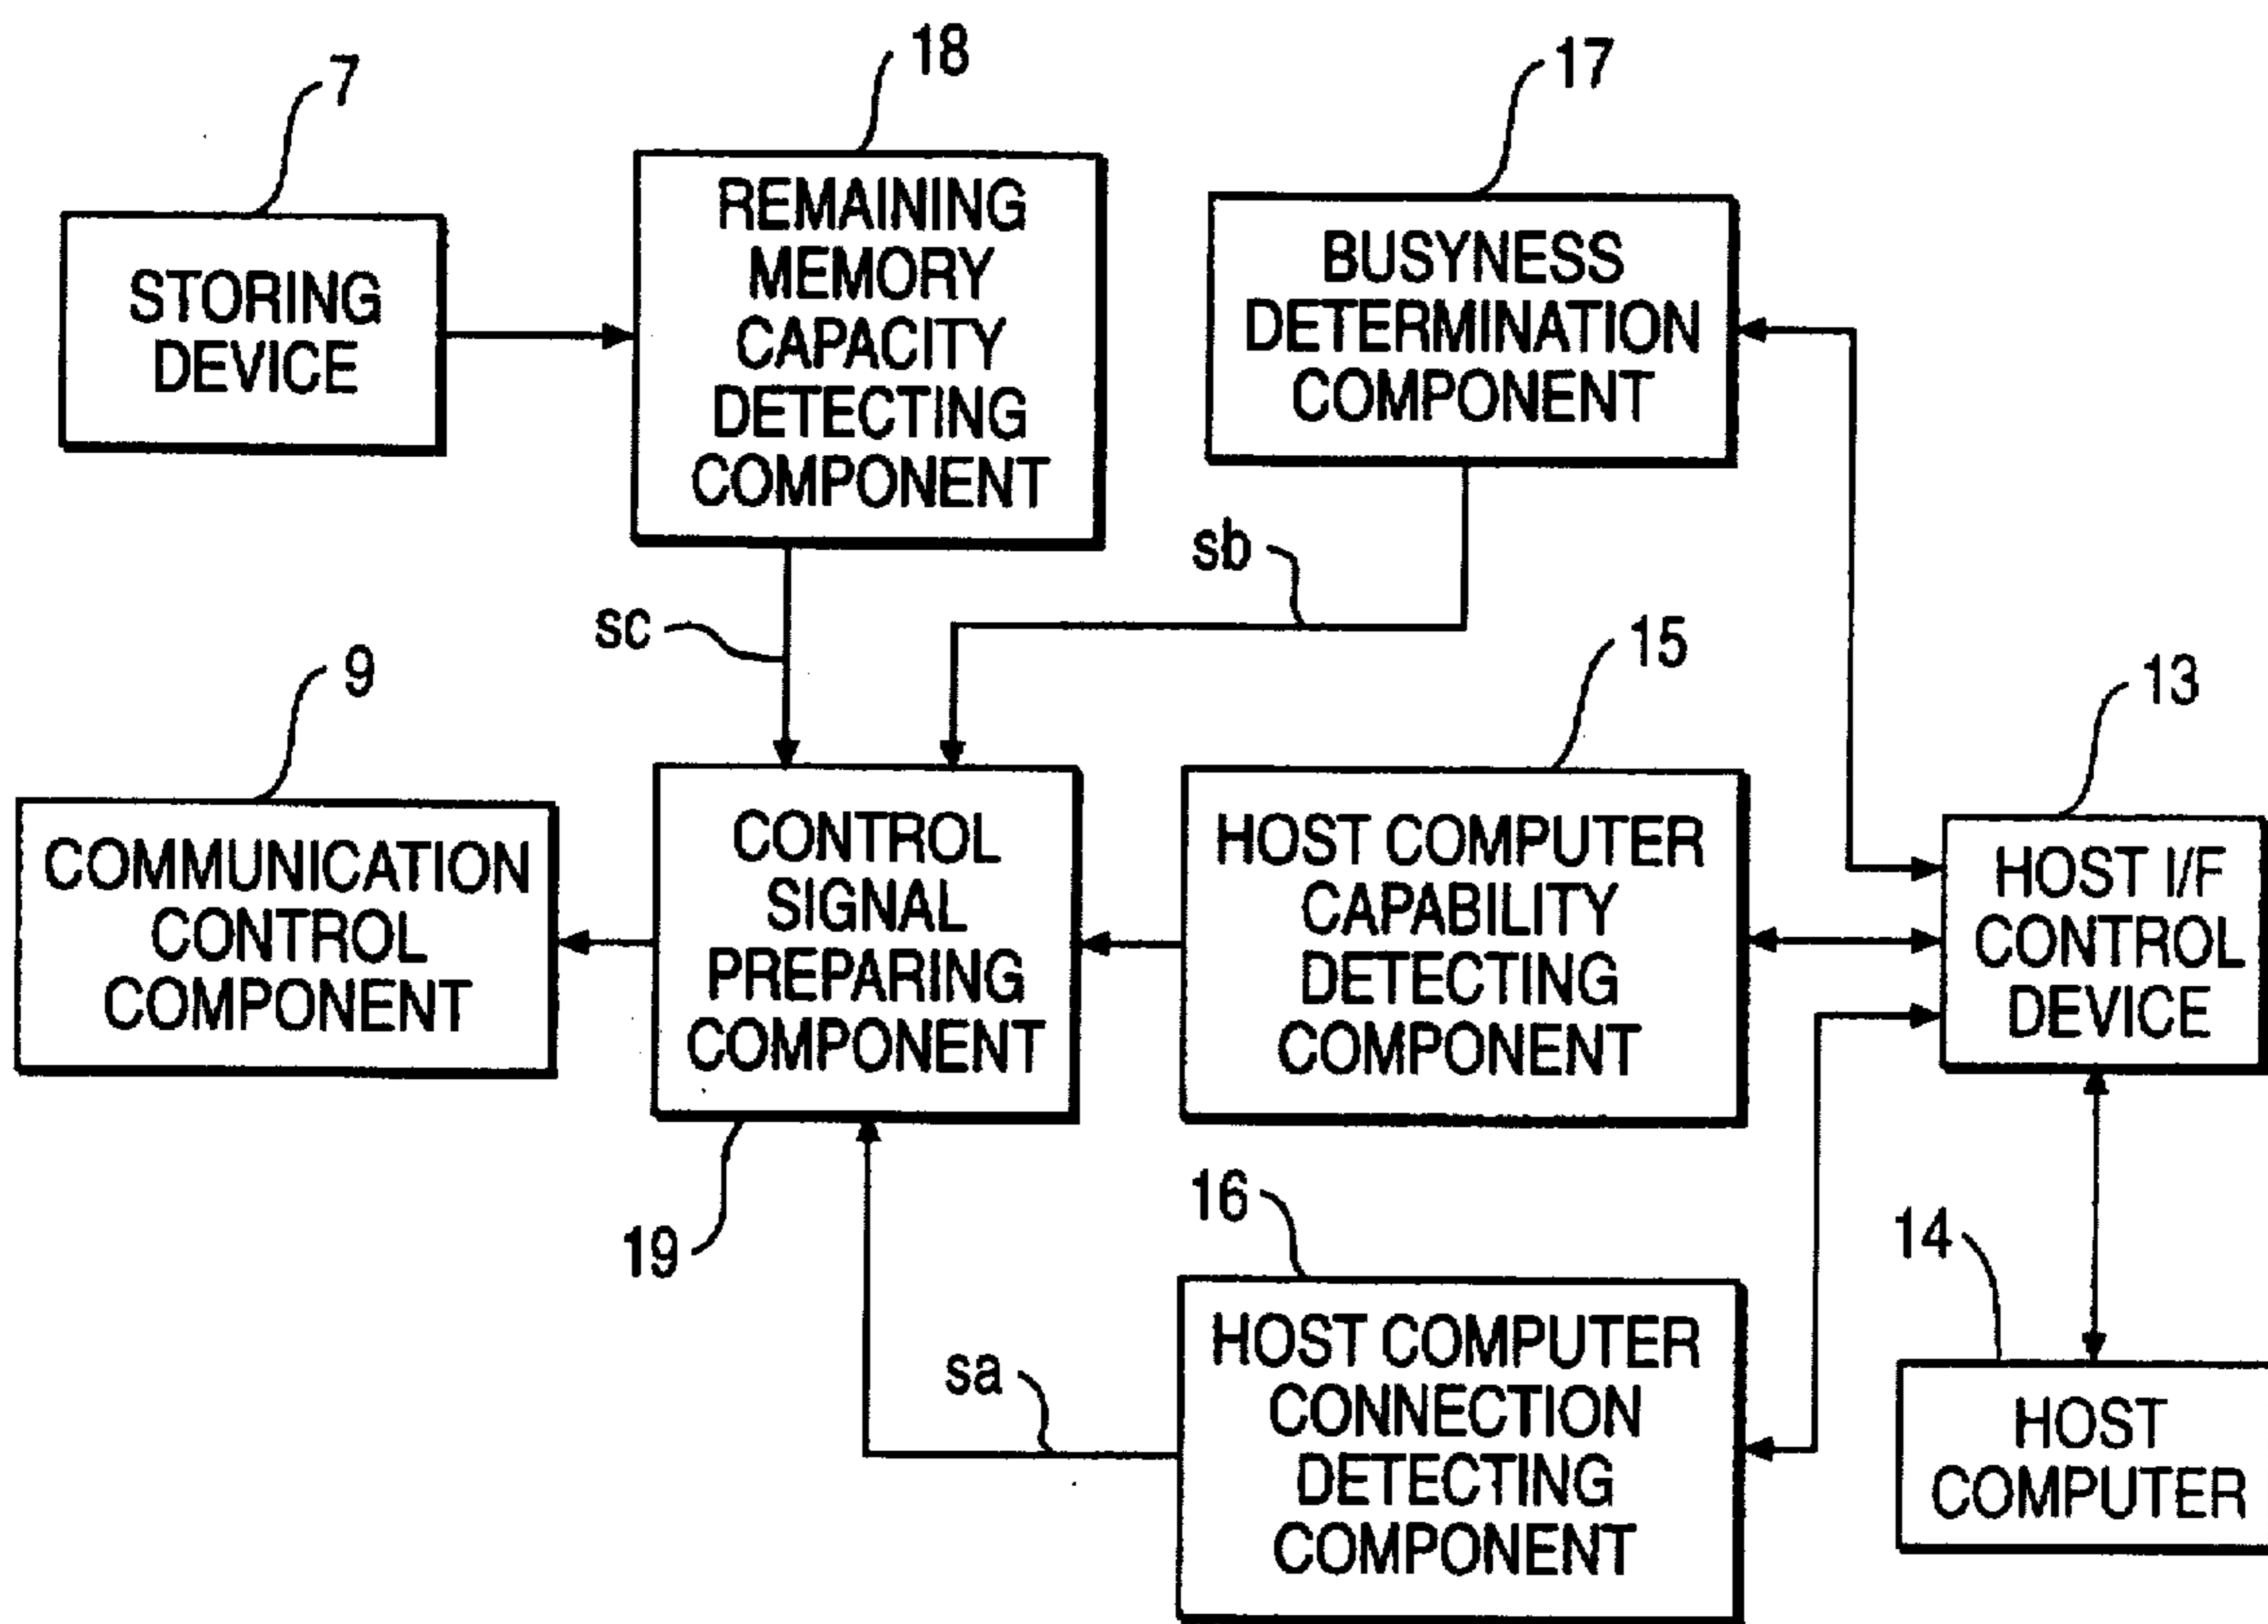 7
STORING
DEVICE
18
REMAINING
MEMORY
CAPACITY
DETECTING
COMPONENT
17
BUSYNESS
DETERMINATION
COMPONENT
sc
sb
9
COMMUNICATION
CONTROL
COMPONENT
CONTROL
SIGNAL
PREPARING
COMPONENT
19
15
HOST COMPUTER
CAPABILITY
DETECTING
COMPONENT
13
HOST I/F
CONTROL
DEVICE
16
HOST COMPUTER
CONNECTION
DETECTING
COMPONENT
sa
14
HOST
COMPUTER